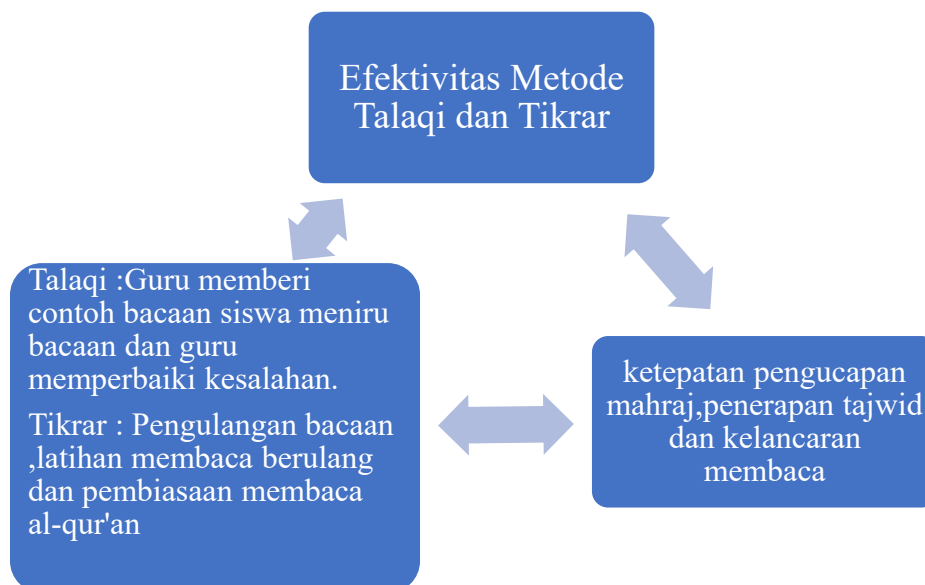 Efektivitas Metode
Talaqi dan Tikrar
Talaqi :Guru memberi
contoh bacaan siswa meniru
bacaan dan guru
memperbaiki kesalahan.
Tikrar : Pengulangan bacaan
,latihan membaca berulang
dan pembiasaan membaca
al-qur'an
ketepatan pengucapan
mahraj,penerapan tajwid
dan kelancaran
membaca